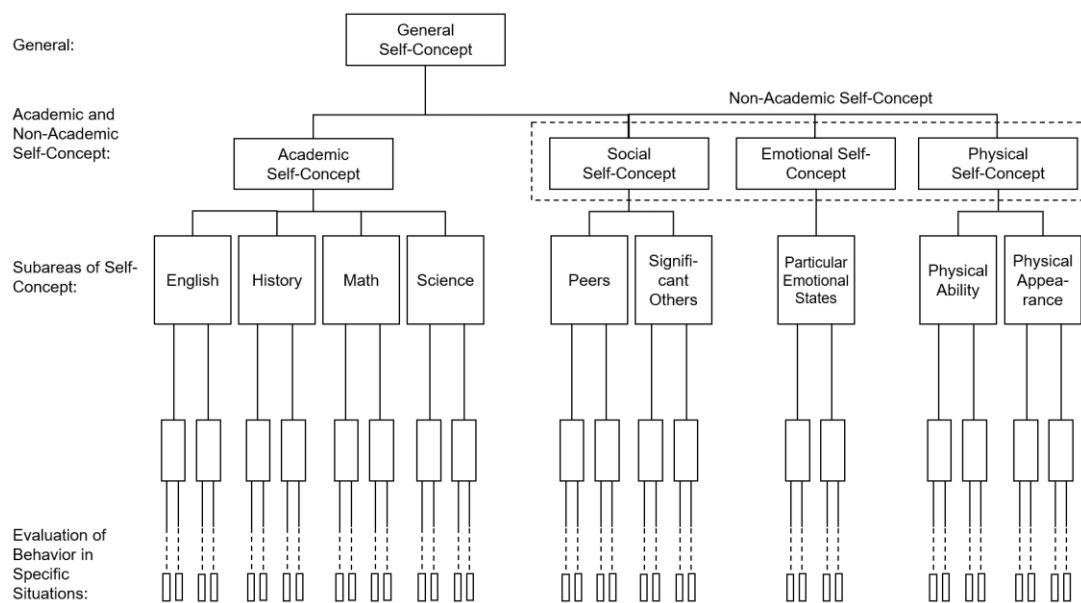 General:
General
Self-Concept
Academic and
Non-Academic
Self-Concept:
Non-Academic Self-Concept
Academic
Self-Concept
Social
Self-Concept
Emotional Self-
Concept
Physical
Self-Concept
Subareas of Self-
Concept:
English
History
Math
Science
Peers
Signifi-
cant
Others
Particular
Emotional
States
Physical
Ability
Physical
Appea-
rance
Evaluation of
Behavior in
Specific
Situations: